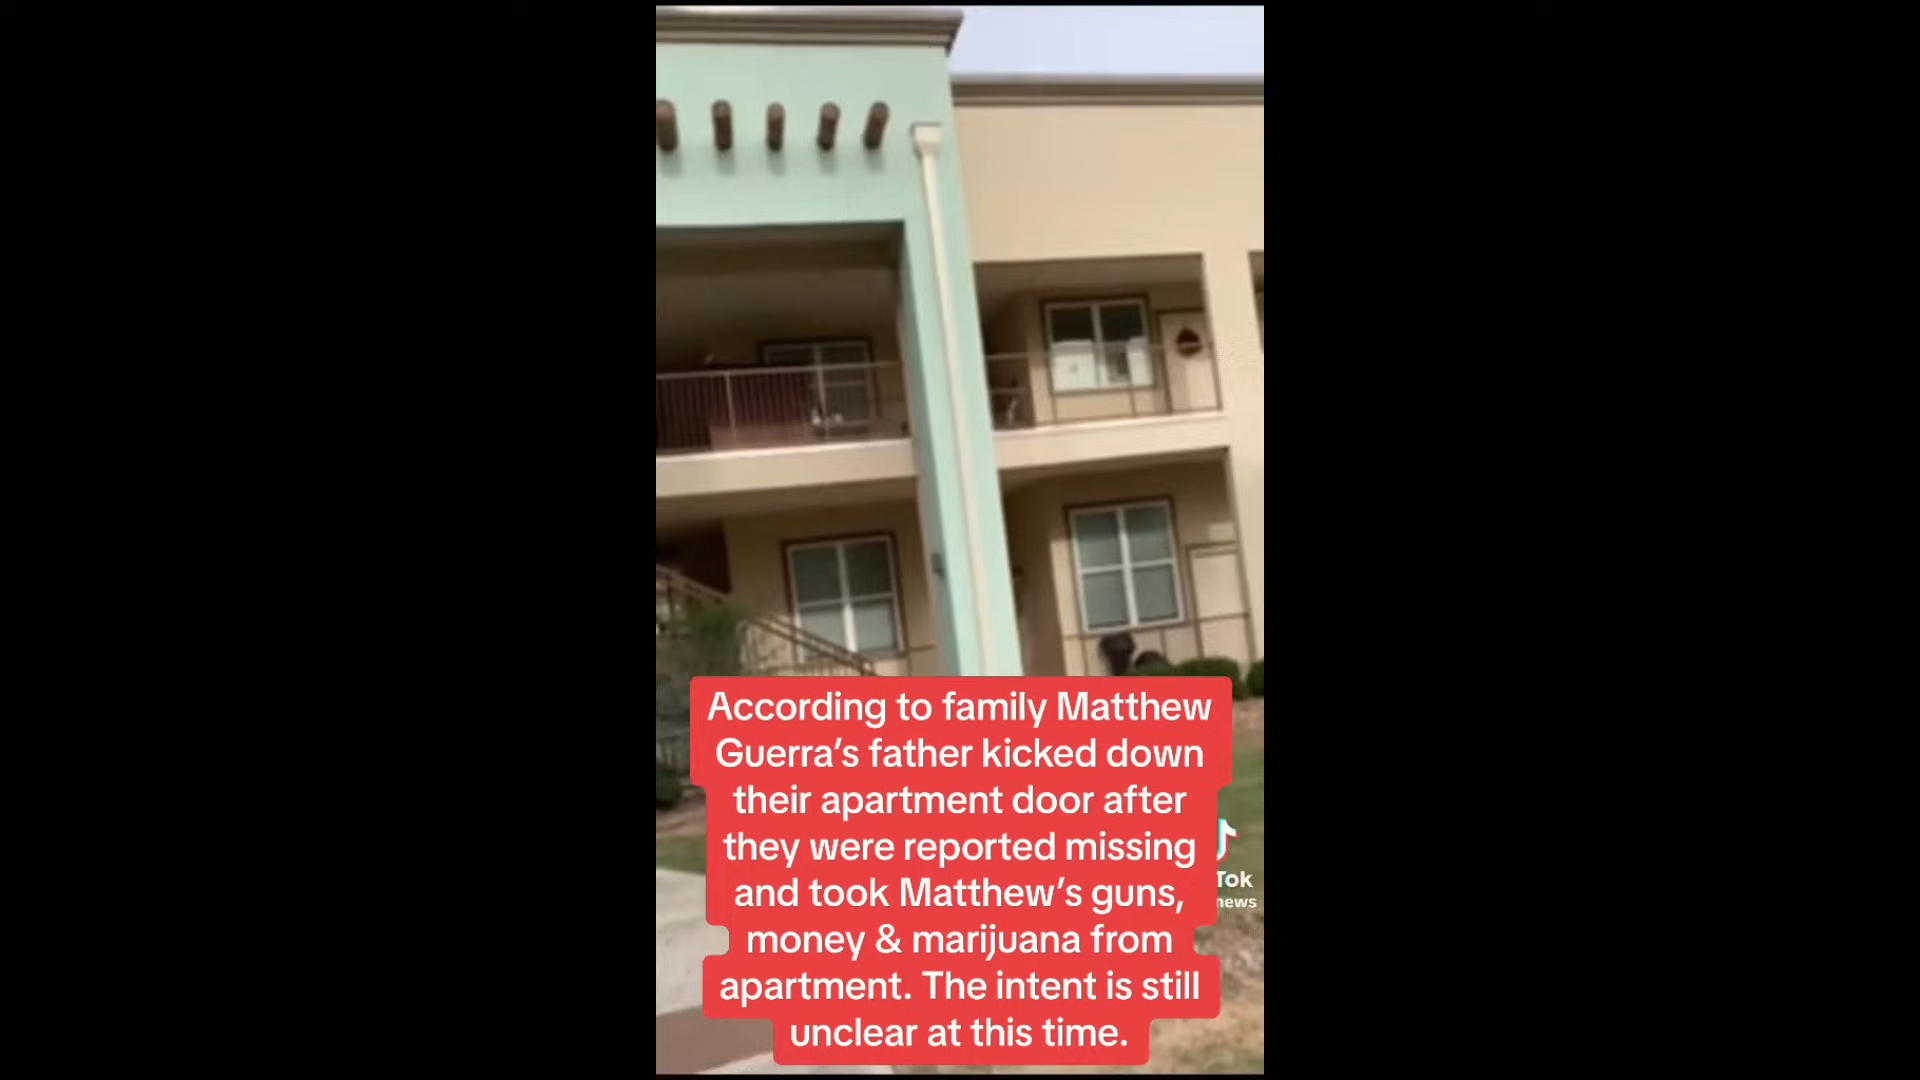 According to family Matthew
Guerra’s father kicked down
their apartment door after
they were reported missing
and took Matthew’s guns,
money & marijuana from
apartment. The intent is still
unclear at this time.
Tok
news